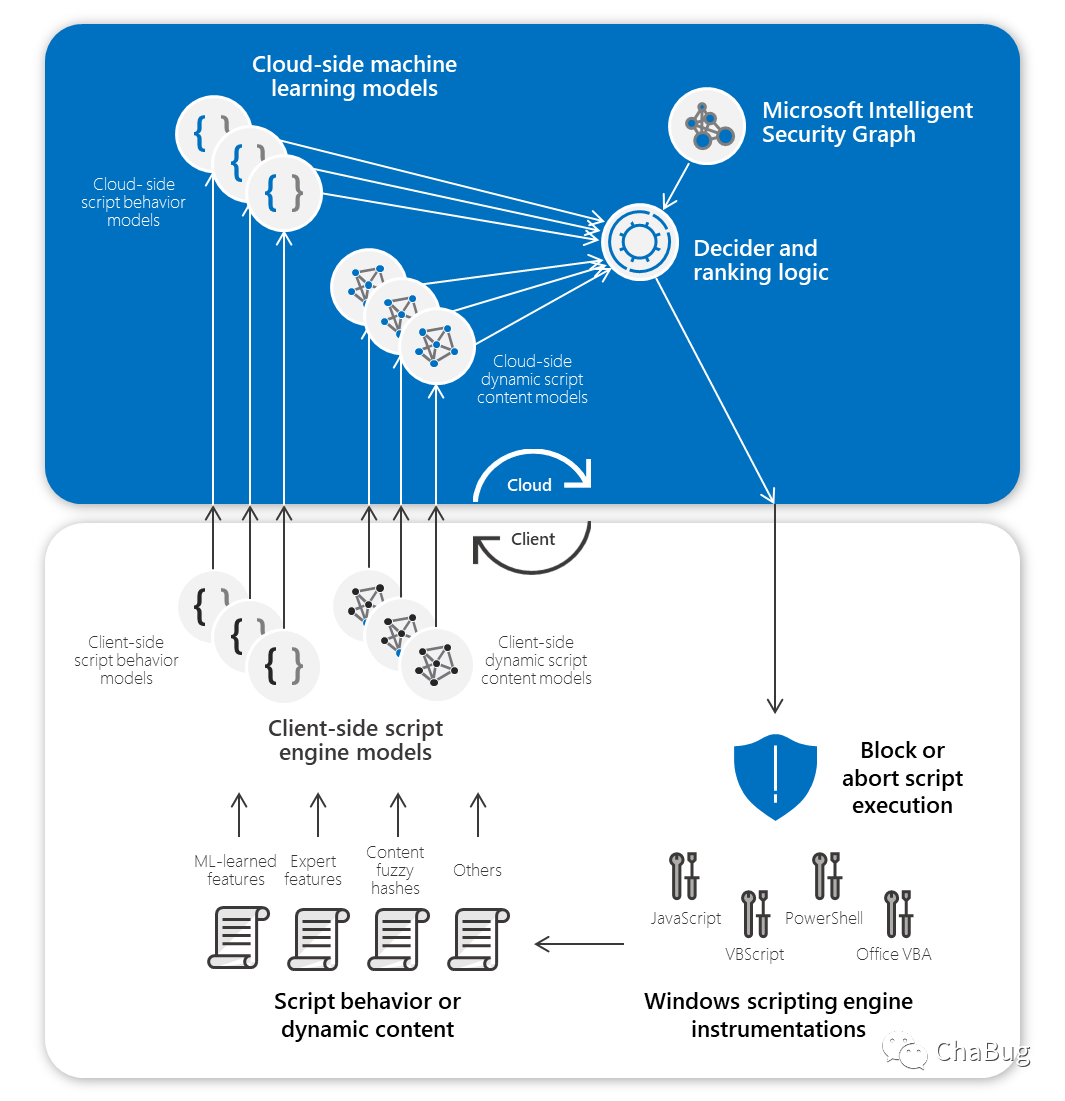 Cloud-side machine
learning models
Microsoft Intelligent
Security Graph
Cloud- side
script behavior
models
Decider and
ranking logic
Cloud-side
dynamic script
content models
Cloud
Client
Client-side
script behavior
models
Client-side
dynamic script
content models
Client-side script
engine models
Block or
abort script
execution
ML-learned
features
Expert
features
Content
fuzzy
hashes
Others
JavaScript
PowerShell
VBScript
Office VBA
Script behavior or
dynamic content
Windows scripting engine
instrumentations
ChaBug